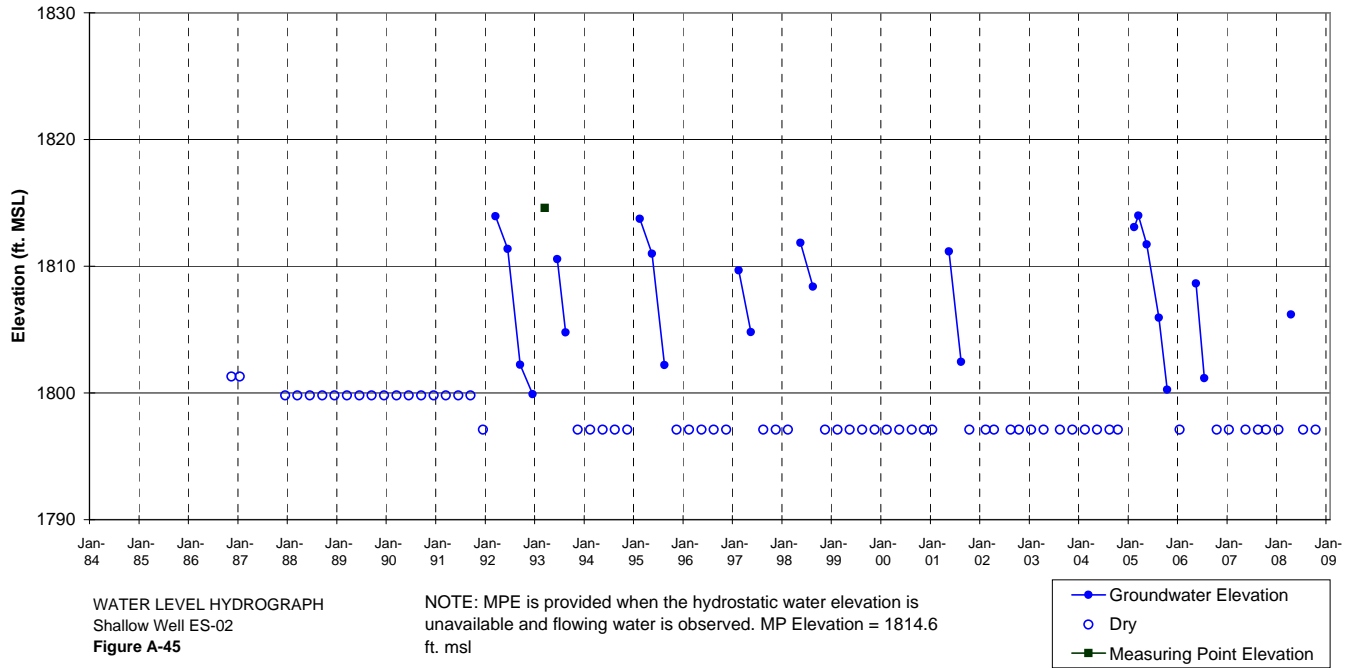 1830
1820
1810
1800
1790
Elevation (ft. MSL)
Jan-84
Jan-85
Jan-86
Jan-87
Jan-88
Jan-89
Jan-90
Jan-91
Jan-92
Jan-93
Jan-94
Jan-95
Jan-96
Jan-97
Jan-98
Jan-99
Jan-00
Jan-01
Jan-02
Jan-03
Jan-04
Jan-05
Jan-06
Jan-07
Jan-08
Jan-09
WATER LEVEL HYDROGRAPH
Shallow Well ES-02
Figure A-45
NOTE: MPE is provided when the hydrostatic water elevation is
unavailable and flowing water is observed. MP Elevation = 1814.6
ft. msl
Groundwater Elevation
Dry
Measuring Point Elevation